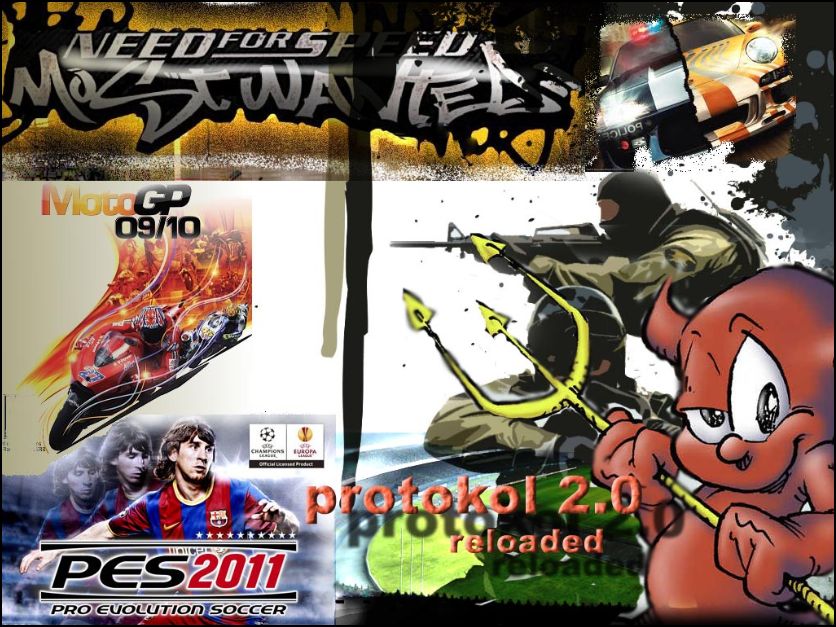 NEED FOR SPEED
MOST WANTED
POLICE
MotoGP
09/10
CHAMPIONS LEAGUE
EUROPA LEAGUE
Official Licensed Product
unicef
PES2011
PRO EVOLUTION SOCCER
protokol 2.0
reloaded